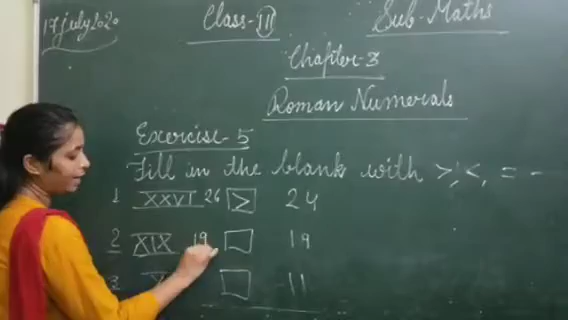 17 July 2020
Class-III
Sub-Maths
Chapter-3
Roman Numerals
Exercise-5
Fill in the blank with >, <, = -
1 XXVI 26 > 24
2 XIX 19 19
3 11